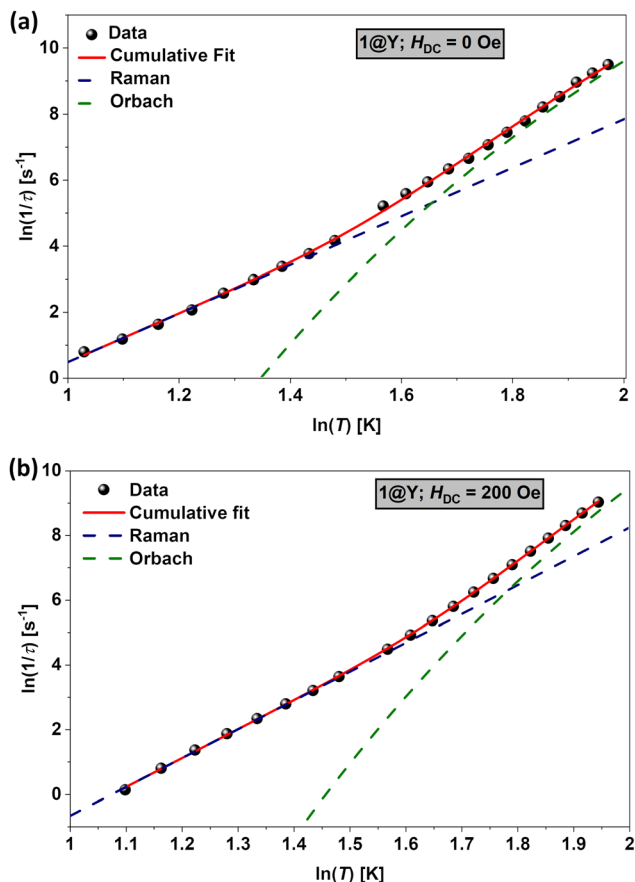 (a)
Data
Cumulative Fit
Raman
Orbach
1@Y; H_DC = 0 Oe
10
8
6
4
2
0
ln(1/τ) [s⁻¹]
1
1.2
1.4
1.6
1.8
2
ln(T) [K]
(b)
Data
Cumulative fit
Raman
Orbach
1@Y; H_DC = 200 Oe
10
8
6
4
2
0
ln(1/τ) [s⁻¹]
1
1.1
1.2
1.3
1.4
1.5
1.6
1.7
1.8
1.9
2
ln(T) [K]